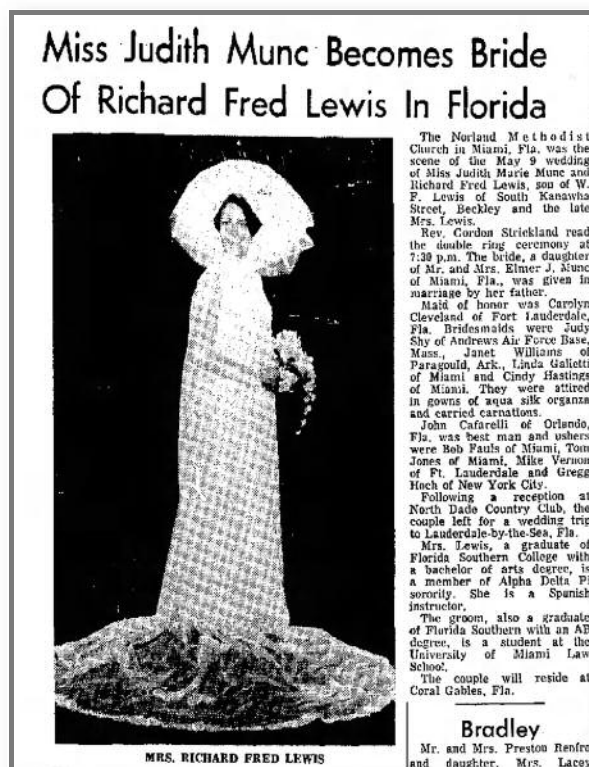 Miss Judith Munc Becomes Bride
Of Richard Fred Lewis In Florida
The Norland Methodist
Church in Miami, Fla. was the
scene of the May 9 wedding
of Miss Judith Marie Munc and
Richard Fred Lewis, son of W.
F. Lewis of South Kanawha
Street, Beckley and the late
Mrs. Lewis.
Rev. Gordon Strickland read
the double ring ceremony at
7:30 p.m. The bride, a daughter
of Mr. and Mrs. Elmer J. Munc
of Miami, Fla., was given in
marriage by her father.
Maid of honor was Carolyn
Cleveland of Fort Lauderdale,
Fla. Bridesmaids were Judy
Shy of Andrews Air Force Base,
Mass., Janet Williams of
Paragould, Ark., Linda Galietti
of Miami and Cindy Hastings
of Miami. They were attired
in gowns of aqua silk organza
and carried carnations.
John Cafarelli of Orlando,
Fla. was best man and ushers
were Bob Fauls of Miami, Tom
Jones of Miami, Mike Vernon
of Ft. Lauderdale and Gregg
Hoch of New York City.
Following a reception at
North Dade Country Club, the
couple left for a wedding trip
to Lauderdale-by-the-Sea, Fla.
Mrs. Lewis, a graduate of
Florida Southern College with
a bachelor of arts degree, is
a member of Alpha Delta Pi
sorority. She is a Spanish
instructor.
The groom, also a graduate
of Florida Southern with an AB
degree, is a student at the
University of Miami Law
School.
The couple will reside at
Coral Gables, Fla.
MRS. RICHARD FRED LEWIS
Bradley
Mr. and Mrs. Preston Renfro
and daughter, Mrs. Lacey